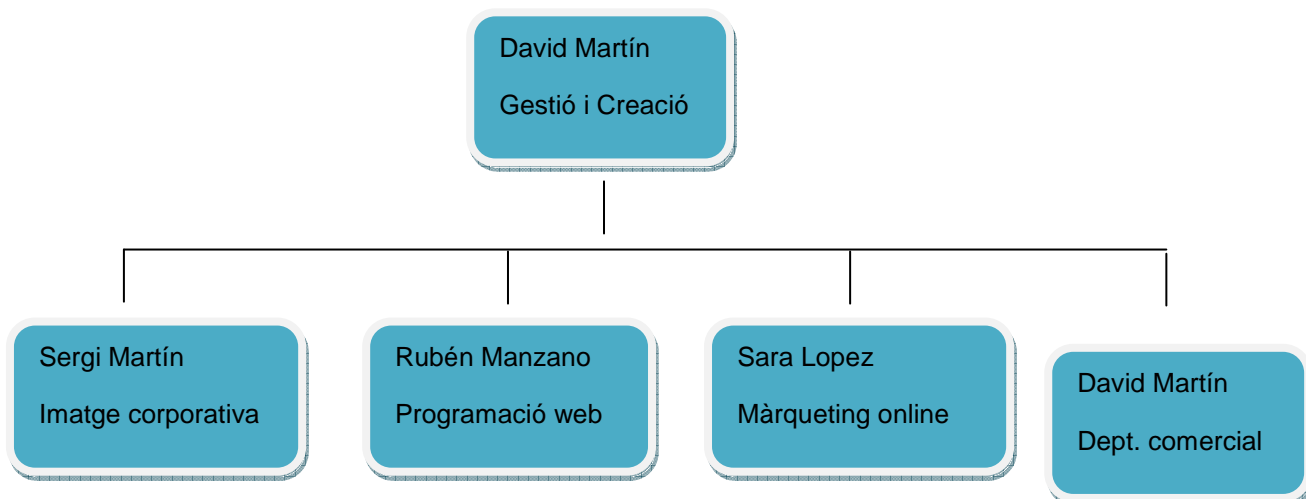 David Martín
Gestió i Creació
Sergi Martín
Imatge corporativa
Rubén Manzano
Programació web
Sara Lopez
Màrqueting online
David Martín
Dept. comercial